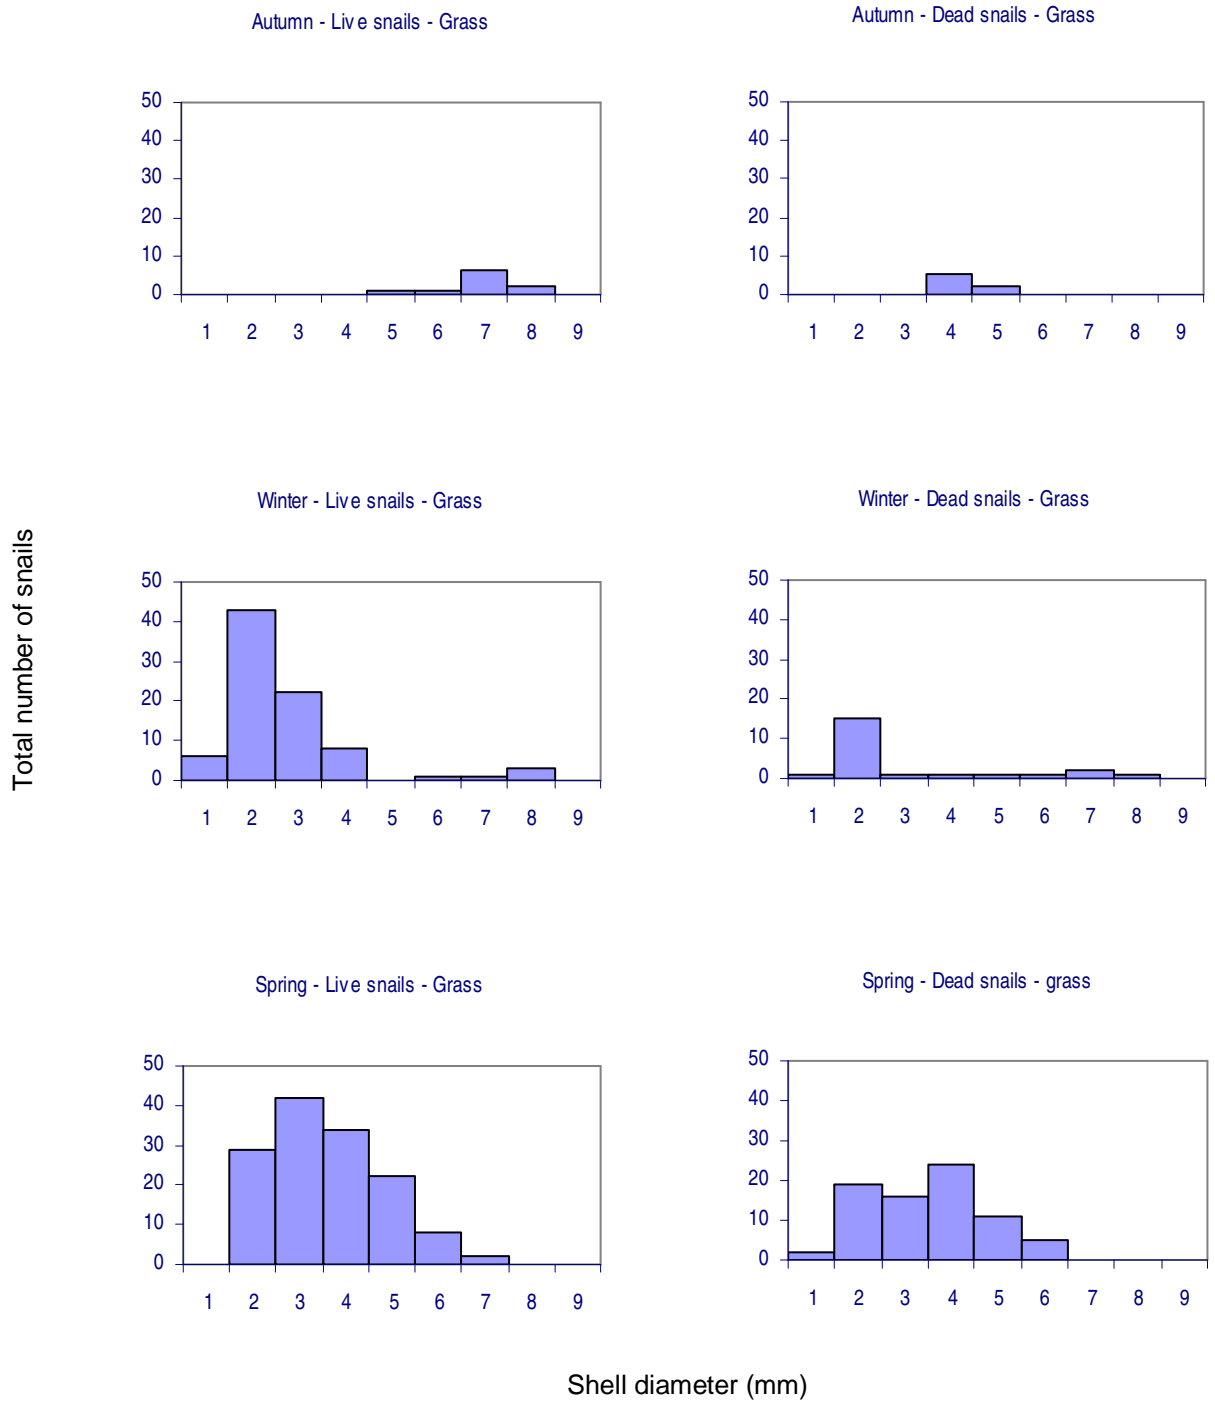 Autumn - Live snails - Grass
50
40
30
20
10
0
1 2 3 4 5 6 7 8 9
Autumn - Dead snails - Grass
50
40
30
20
10
0
1 2 3 4 5 6 7 8 9
Total number of snails
Winter - Live snails - Grass
50
40
30
20
10
0
1 2 3 4 5 6 7 8 9
Winter - Dead snails - Grass
50
40
30
20
10
0
1 2 3 4 5 6 7 8 9
Spring - Live snails - Grass
50
40
30
20
10
0
1 2 3 4 5 6 7 8 9
Spring - Dead snails - grass
50
40
30
20
10
0
1 2 3 4 5 6 7 8 9
Shell diameter (mm)